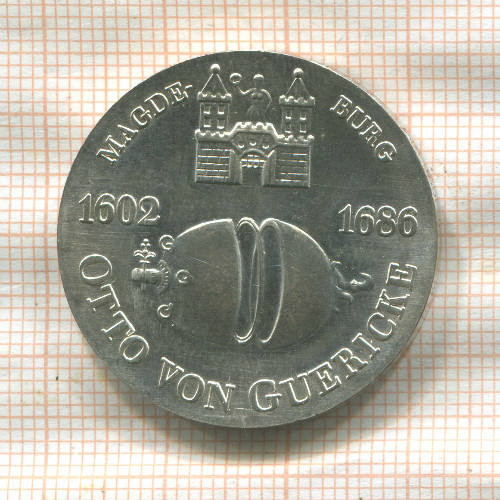 MAGDE-
BURG
1602
1686
OTTO VON GUERICKE